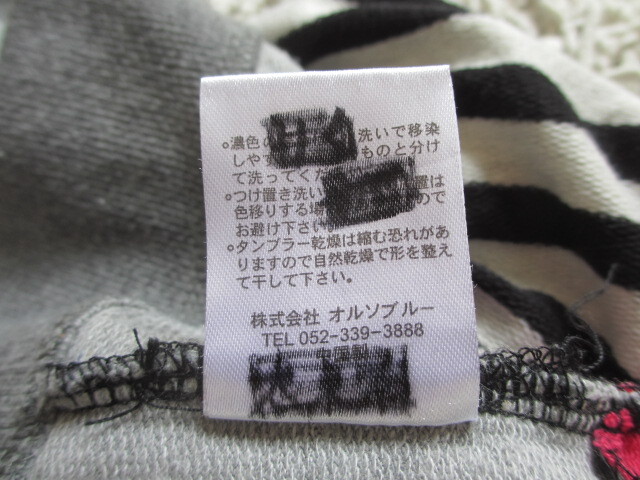 ◦濃色の 洗いで移染
しやす ものと分け
て洗ってくだ
◦つけ置き洗い 置は
色移りする場 ので
お避け下さい
◦タンブラー乾燥は縮む恐れがあ
りますので自然乾燥で形を整え
て干して下さい。
株式会社 オルソブルー
TEL 052-339-3888